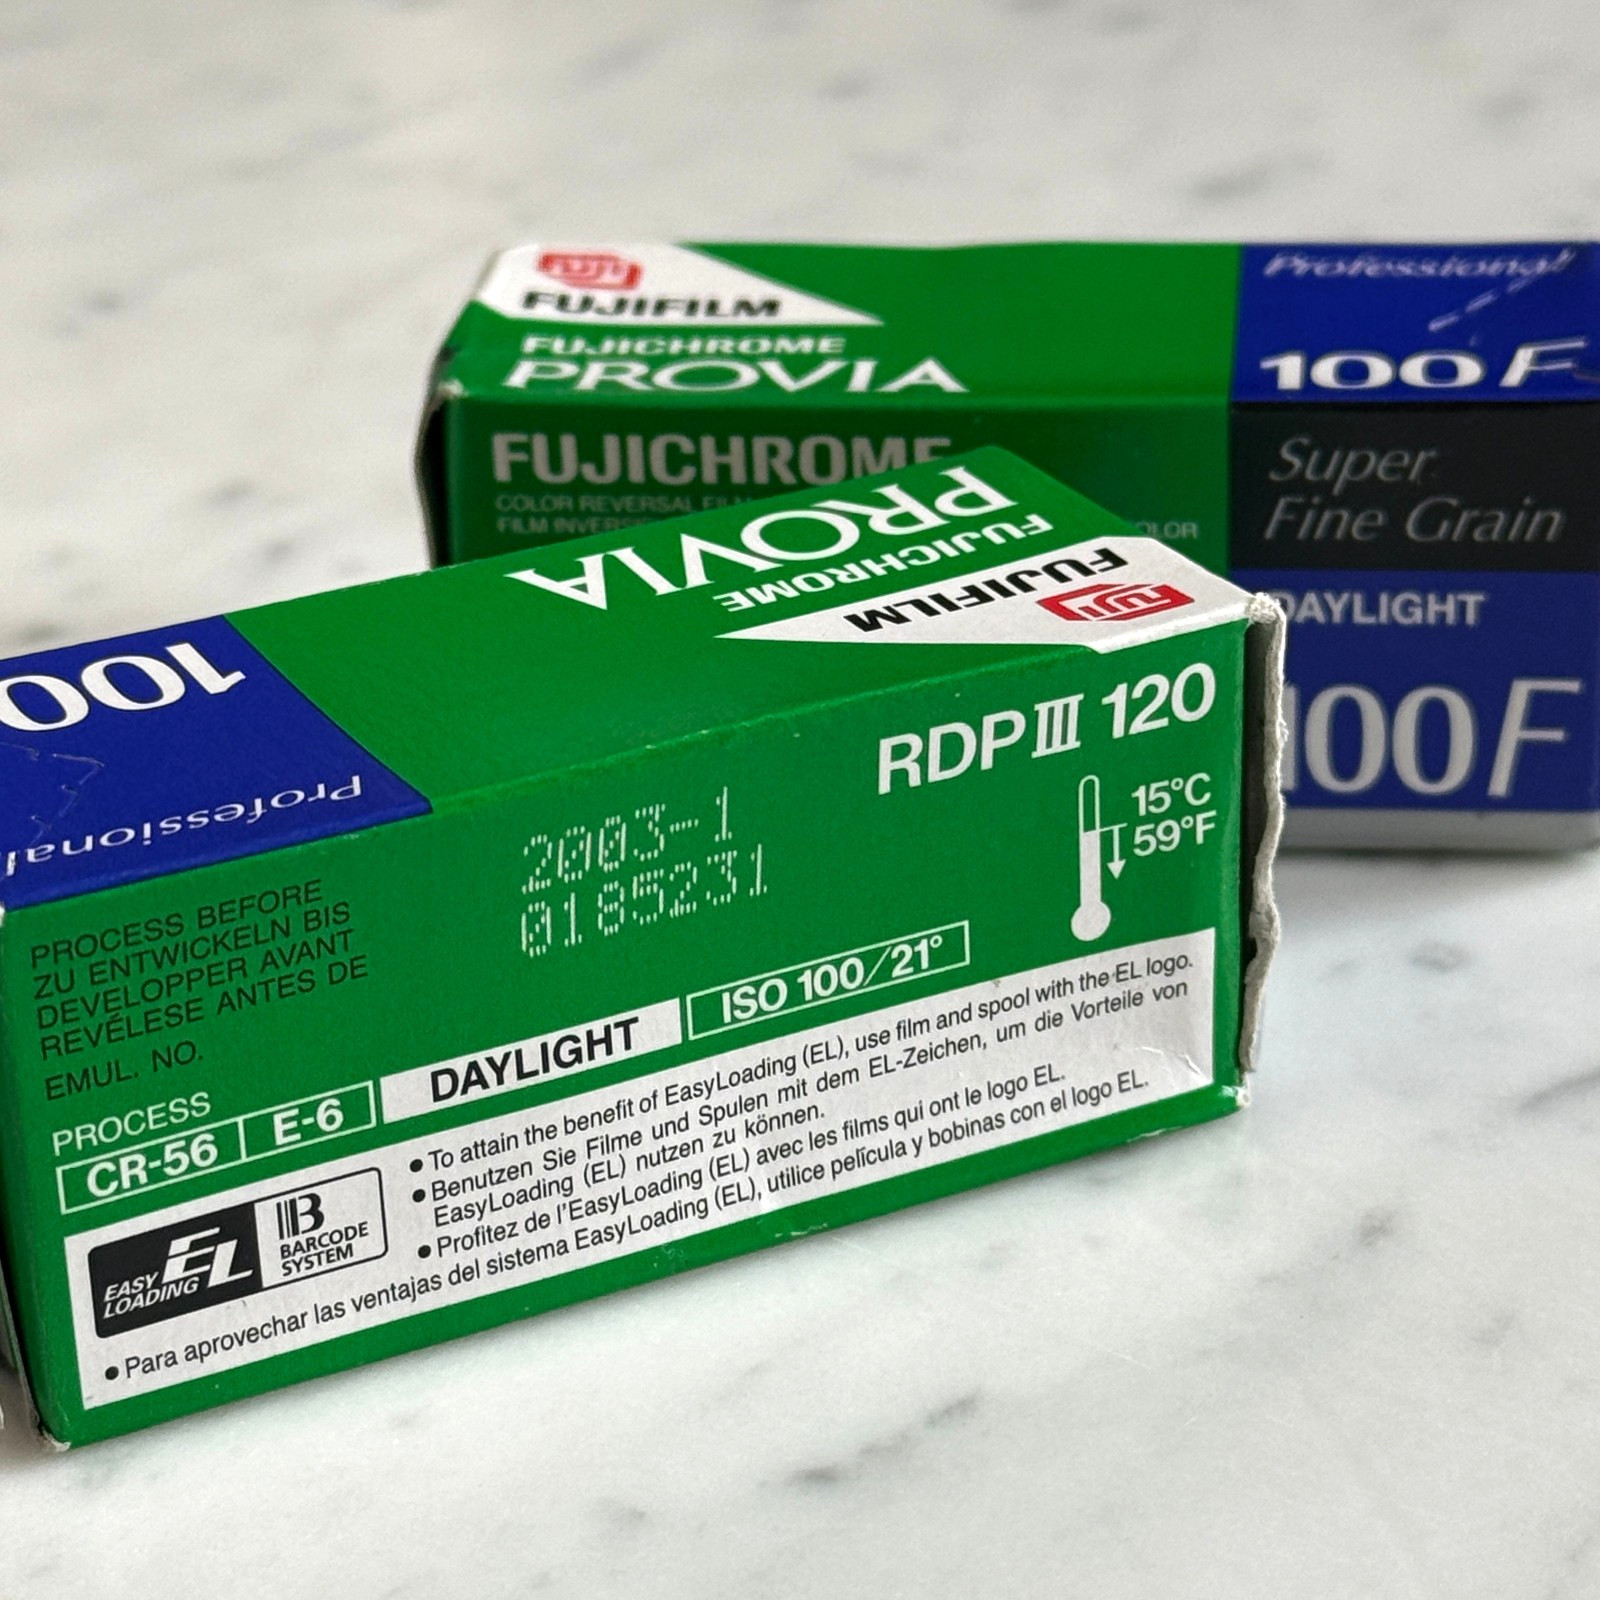 FUJI
FUJIFILM
FUJICHROME
PROVIA
Professional
100F
FUJICHROME
COLOR REVERSAL FILM
FILM
COLOR
Super
Fine Grain
DAYLIGHT
100F
FUJI
FUJIFILM
FUJICHROME
PROVIA
100
Professional
RDPIII 120
15°C
59°F
2003-1
0185231
PROCESS BEFORE
ZU ENTWICKELN BIS
DEVELOPPER AVANT
REVÉLESE ANTES DE
EMUL. NO.
PROCESS
CR-56 E-6
DAYLIGHT
ISO 100/21°
EASY LOADING EL
B BARCODE SYSTEM
•To attain the benefit of EasyLoading (EL), use film and spool with the EL logo.
•Benutzen Sie Filme und Spulen mit dem EL-Zeichen, um die Vorteile von
EasyLoading (EL) nutzen zu können.
•Profitez de l'EasyLoading (EL) avec les films qui ont le logo EL.
•Para aprovechar las ventajas del sistema EasyLoading (EL), utilice película y bobinas con el logo EL.